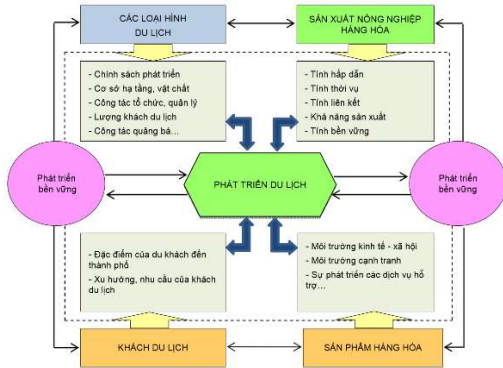 CÁC LOẠI HÌNH
DU LỊCH
SẢN XUẤT NÔNG NGHIỆP
HÀNG HÓA
- Chính sách phát triển
- Cơ sở hạ tầng, vật chất
- Công tác tổ chức, quản lý
- Lượng khách du lịch
- Công tác quảng bá...
- Tính hấp dẫn
- Tính thời vụ
- Tính liên kết
- Khả năng sản xuất
- Tính bền vững
Phát triển
bền vững
PHÁT TRIỂN DU LỊCH
Phát triển
bền vững
- Đặc điểm của du khách đến
thành phố
- Xu hướng, nhu cầu của khách
du lịch
- Môi trường kinh tế - xã hội
- Môi trường cạnh tranh
- Sự phát triển các dịch vụ hỗ
trợ...
KHÁCH DU LỊCH
SẢN PHẨM HÀNG HÓA